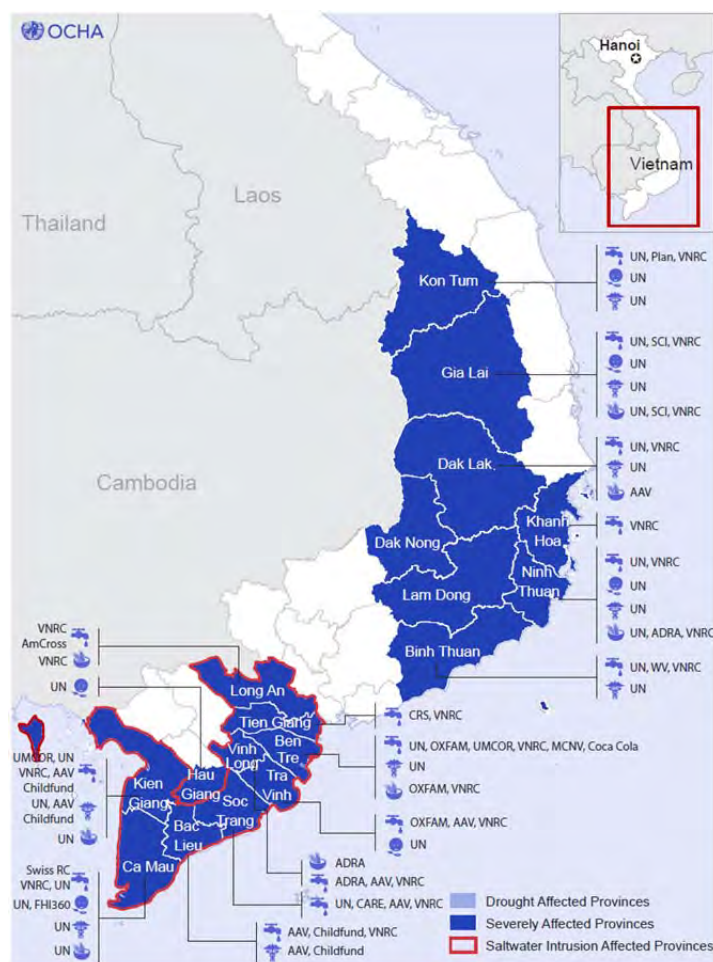 OCHA
Hanoi
Vietnam
Laos
Thailand
Cambodia
Kon Tum
UN, Plan, VNRC
UN
UN
Gia Lai
UN, SCI, VNRC
UN
UN
UN, SCI, VNRC
Dak Lak
UN, VNRC
UN
AAV
Khanh
Hoa
VNRC
Dak Nong
Ninh
Thuan
UN, VNRC
UN
UN
UN, ADRA, VNRC
Lam Dong
Binh Thuan
UN, WV, VNRC
UN
VNRC
AmCross
VNRC
UN
Long An
Tien Giang
CRS, VNRC
Ben
Tre
UN, OXFAM, UMCOR, VNRC, MCNV, Coca Cola
UN
OXFAM, VNRC
Vinh
Long
Tra
Vinh
OXFAM, AAV, VNRC
UN
UMCOR, UN
VNRC, AAV
Childfund
UN, AAV
Childfund
UN
Kien
Giang
Hau
Giang
Soc
Trang
Bac
Lieu
Ca Mau
ADRA
ADRA, AAV, VNRC
UN, CARE, AAV, VNRC
AAV, Childfund, VNRC
AAV, Childfund
Swiss RC
VNRC, UN
UN, FHI360
UN
UN
Drought Affected Provinces
Severely Affected Provinces
Saltwater Intrusion Affected Provinces